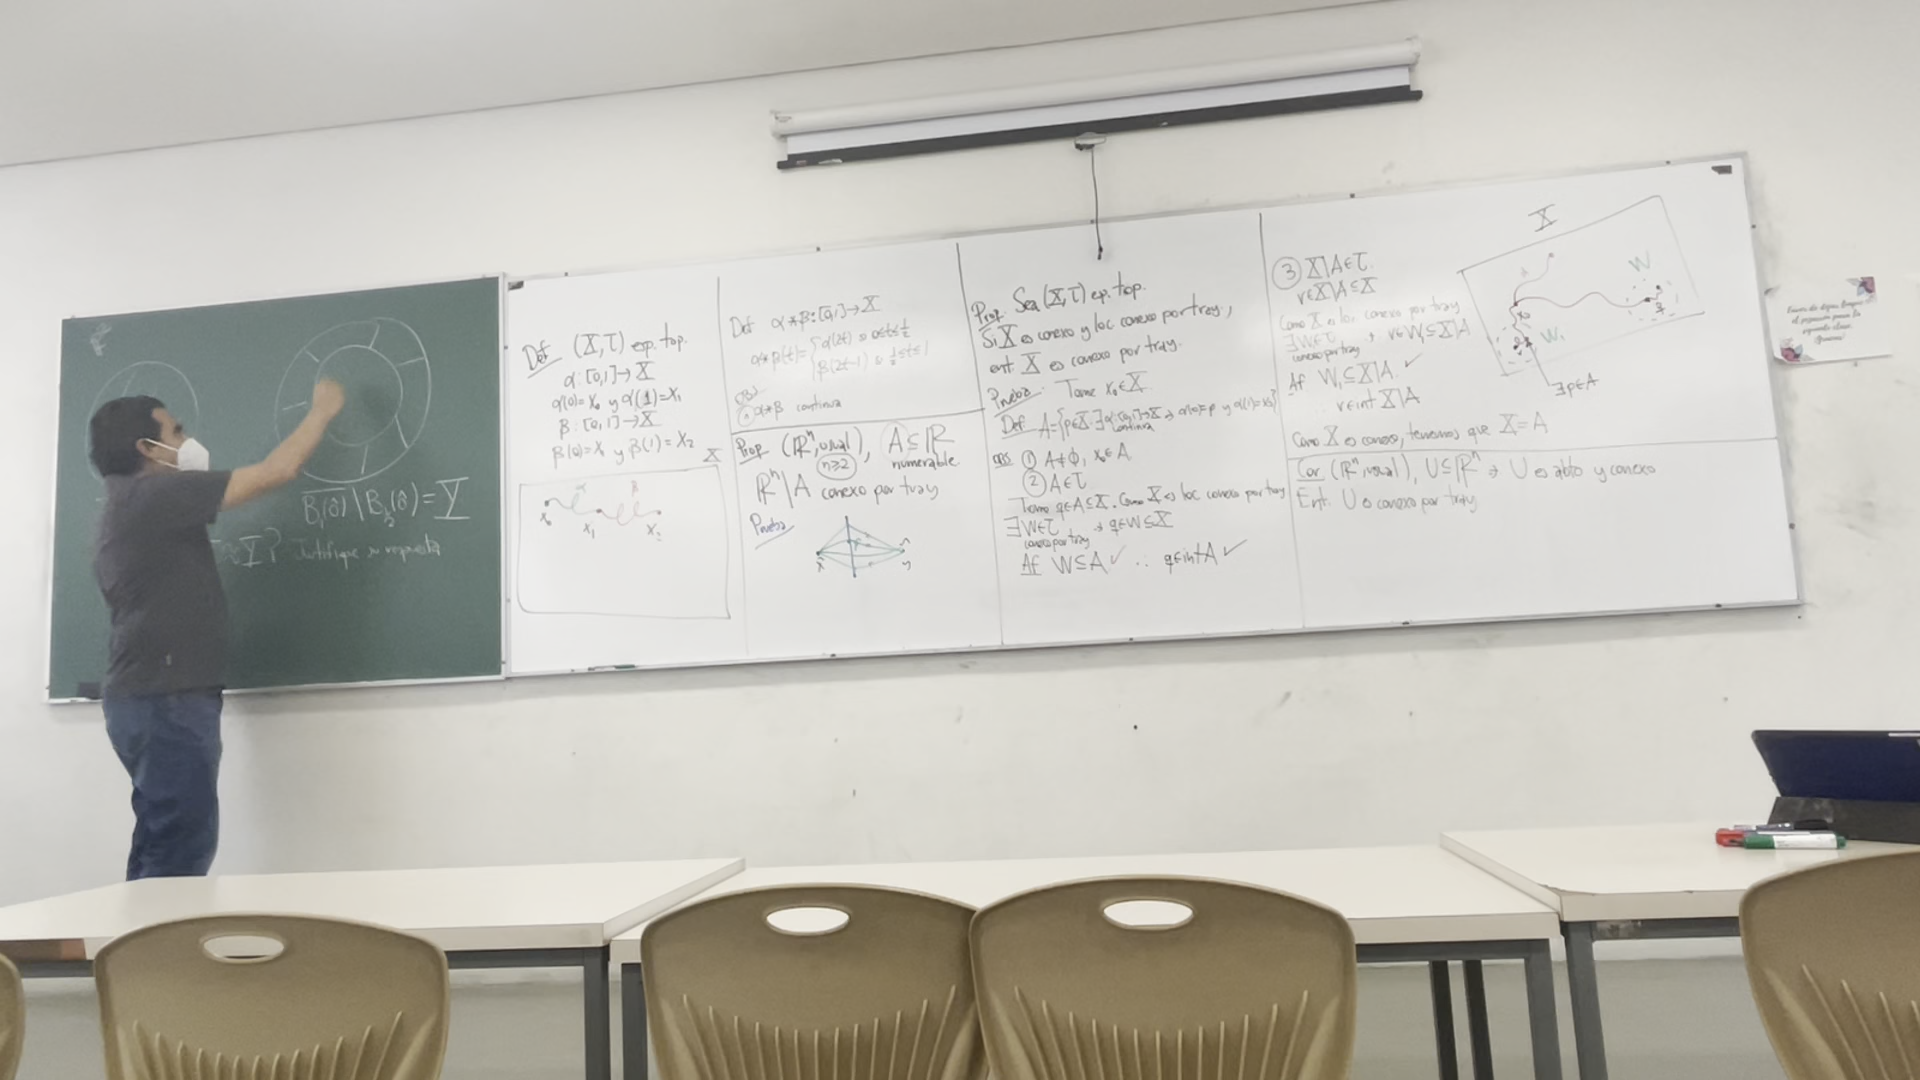 B₁(ô) \ B½(ô) = Y
≈ Y? Justifique su respuesta
Def (X,τ) ep. top.
α: [0,1] → X
α(0)=x₀ y α(1)=x₁
β: [0,1] → X
β(0)=x₁ y β(1)=x₂
X
α β
x₀ x₁ x₂
Def α*β: [0,1] → X
α*β(t) = { α(2t) si 0≤t≤½
β(2t-1) si ½≤t≤1
OBS
① α*β continua
Prop (ℝⁿ, usual), A⊆ℝ
n≥2 numerable
ℝⁿ\A conexo por tray
Prueba
x y
Prop. Sea (X,τ) ep. top.
Si X es conexo y loc conexo por tray,
ent X es conexo por tray.
Prueba: Tome x₀∈X
Def A={p∈X: ∃ α:[0,1]→X ∋ α(0)=p y α(1)=x₀}
continua
OBS ① A≠∅, x₀∈A
② A∈τ
Tome q∈A⊆X. Como X es loc conexo por tray
∃W∈τ ∋ q∈W⊆X
conexo por tray
Af W⊆A ✓ ∴ q∈int A ✓
③ X\A∈τ
r∈X\A⊆X
Como X es loc conexo por tray
∃W₁∈τ ∋ r∈W₁⊆X\A
conexo por tray
Af W₁⊆X\A ✓
∴ r∈int X\A
Como X es conexo, tenemos que X=A
X
W
q
x₀
W₁
∃p∈A
Cor (ℝⁿ, usual), U⊆ℝⁿ ∋ U es abto y conexo
Ent. U es conexo por tray